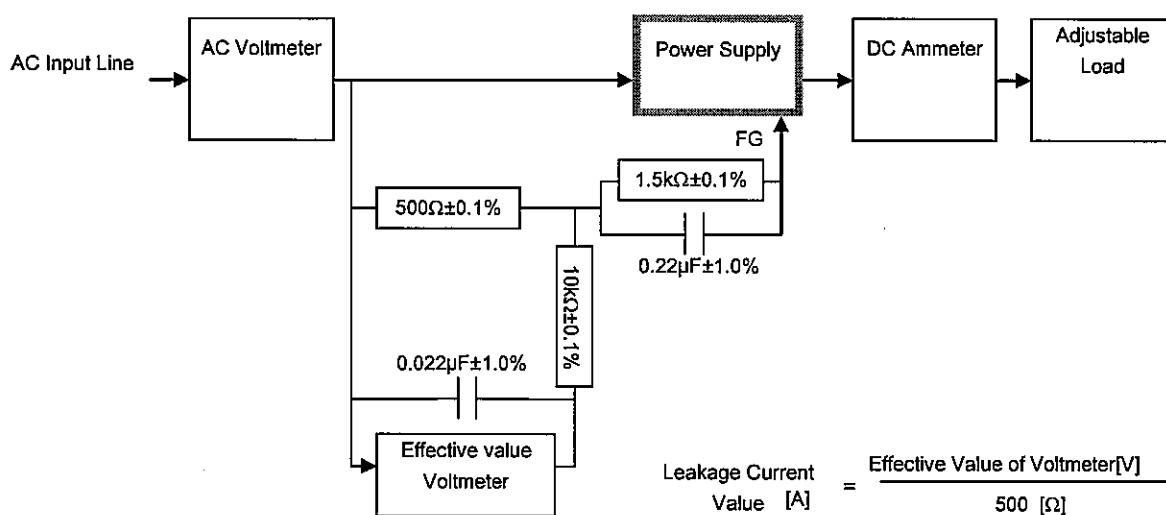 AC Input Line
AC Voltmeter
Power Supply
DC Ammeter
Adjustable
Load
FG
1.5kΩ±0.1%
500Ω±0.1%
0.22µF±1.0%
10kΩ±0.1%
0.022µF±1.0%
Effective value
Voltmeter
Leakage Current
Value [A]
=
Effective Value of Voltmeter[V]
500 [Ω]